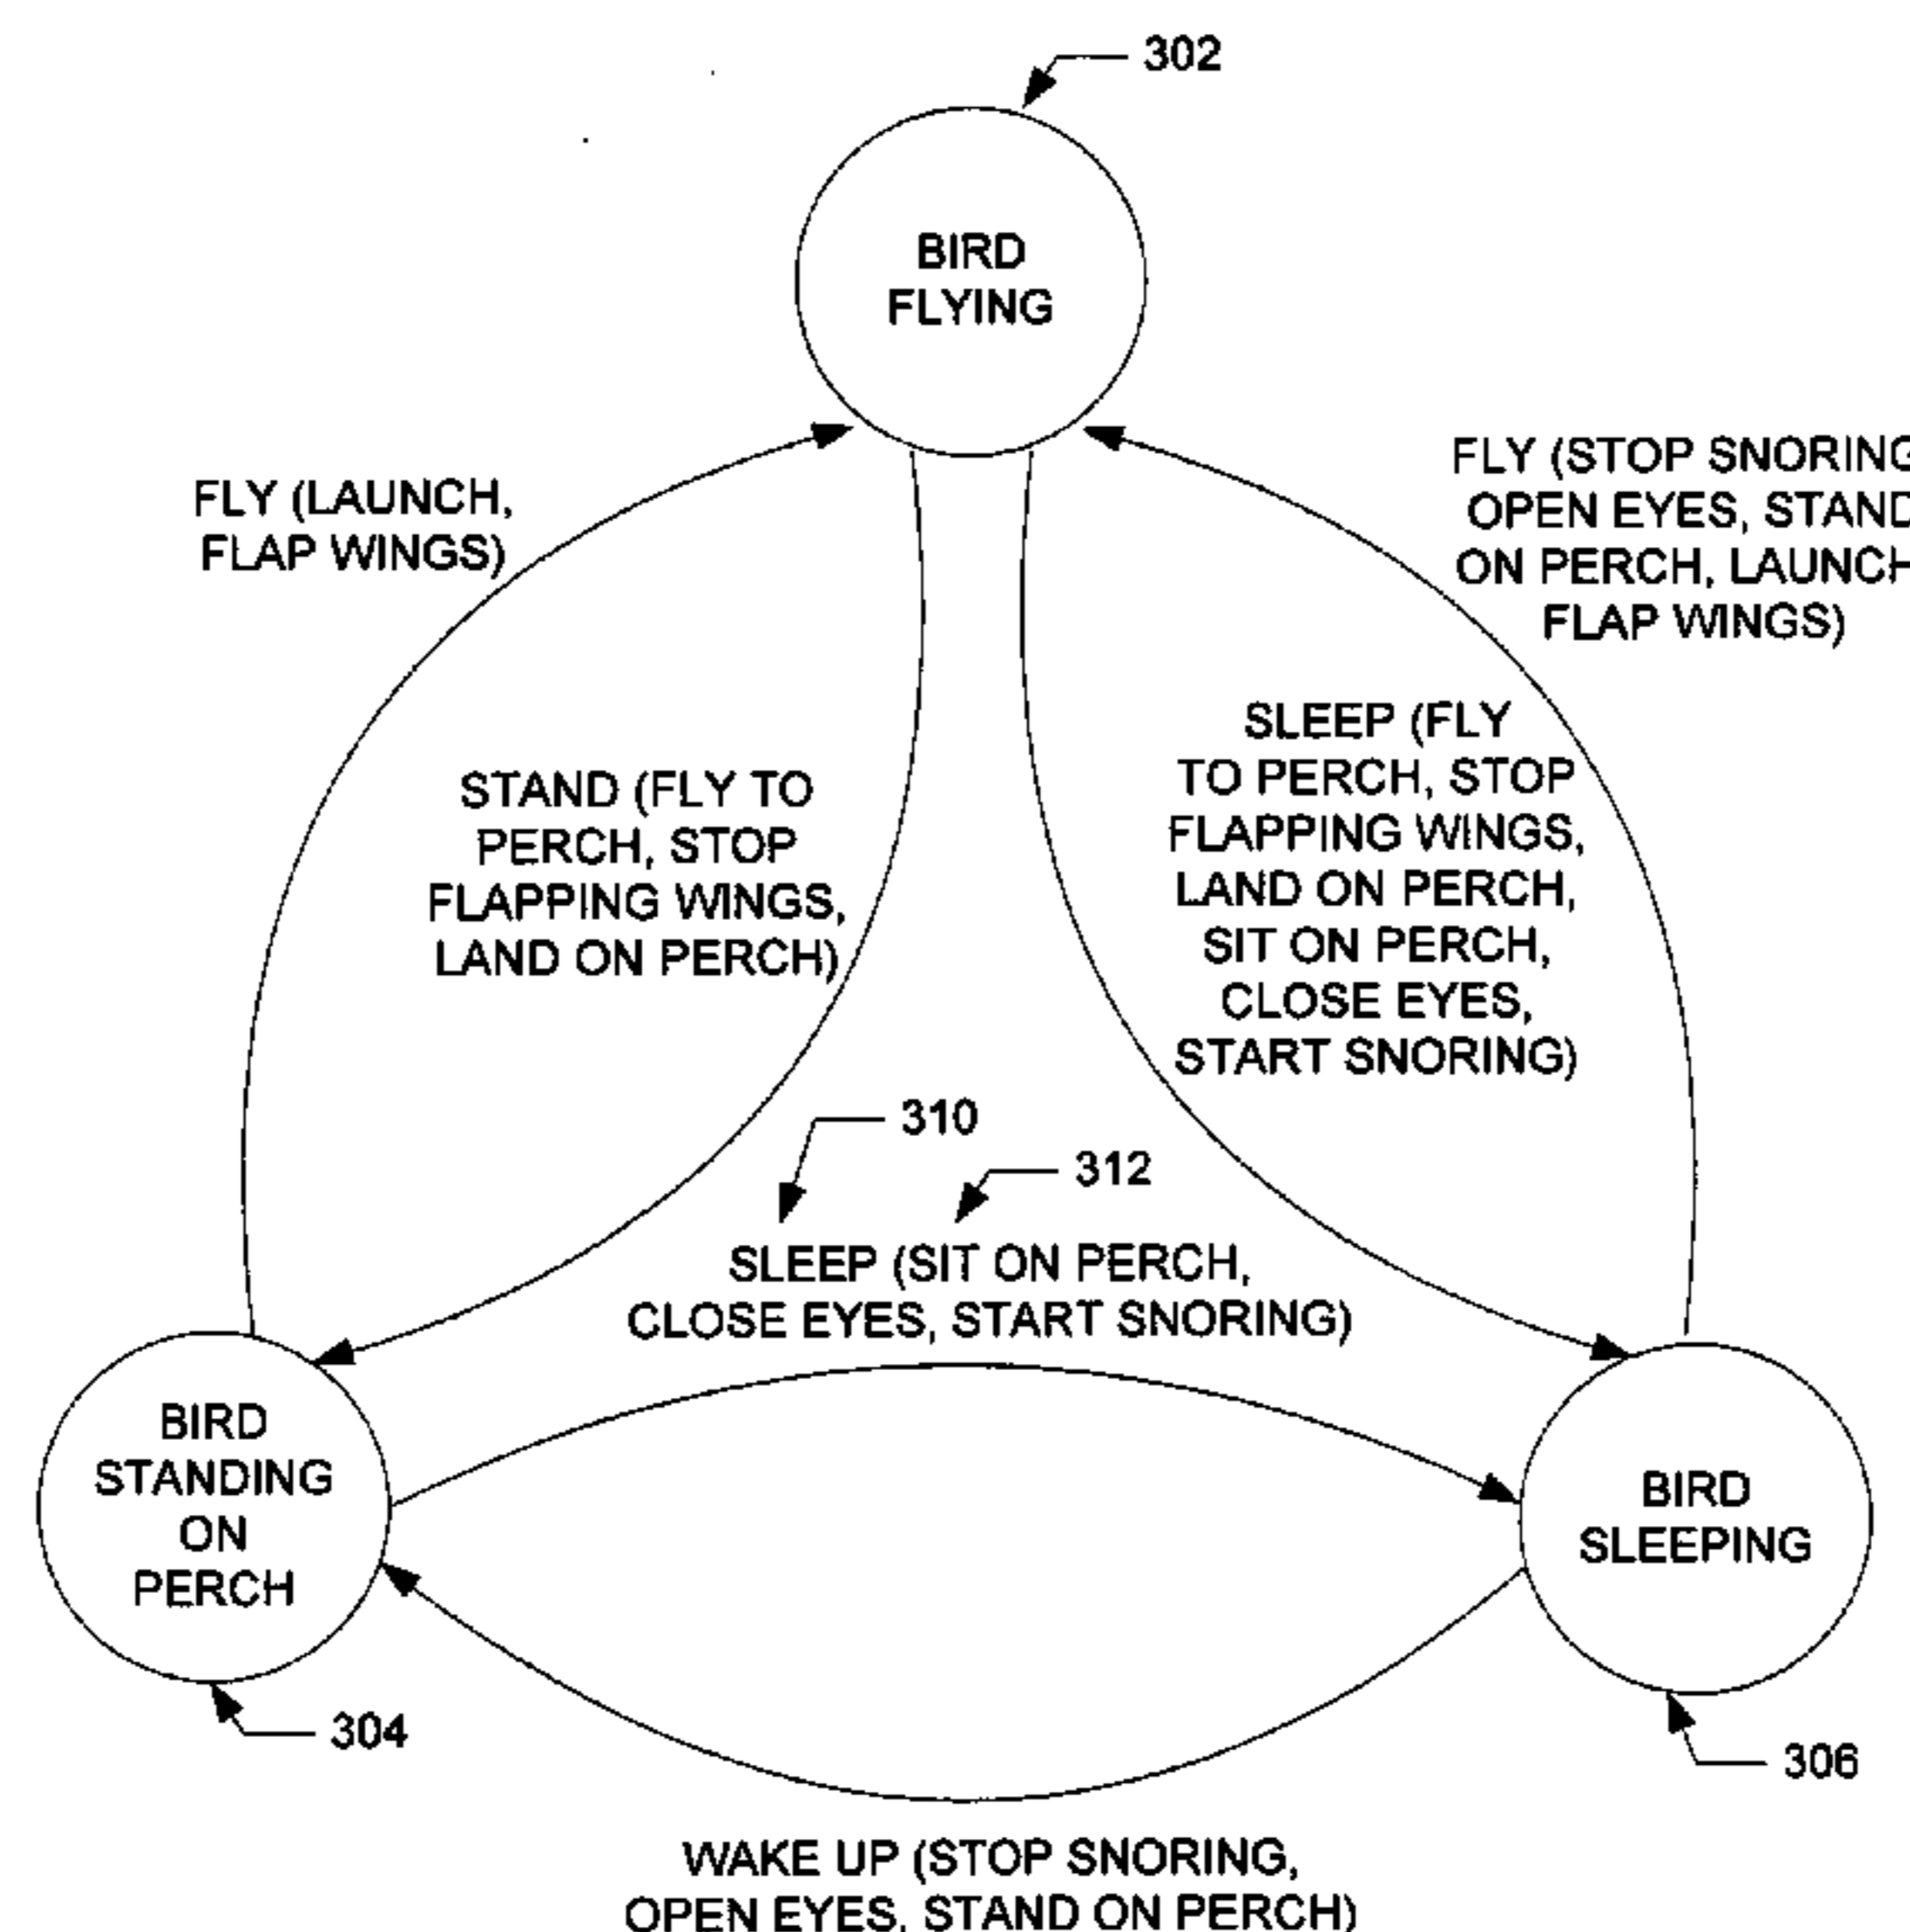 302
BIRD
FLYING
FLY (LAUNCH,
FLAP WINGS)
FLY (STOP SNORING
OPEN EYES, STAND
ON PERCH, LAUNCH
FLAP WINGS)
STAND (FLY TO
PERCH, STOP
FLAPPING WINGS,
LAND ON PERCH)
SLEEP (FLY
TO PERCH, STOP
FLAPPING WINGS,
LAND ON PERCH,
SIT ON PERCH,
CLOSE EYES,
START SNORING)
310
312
SLEEP (SIT ON PERCH,
CLOSE EYES, START SNORING)
BIRD
STANDING
ON
PERCH
BIRD
SLEEPING
304
306
WAKE UP (STOP SNORING,
OPEN EYES, STAND ON PERCH)